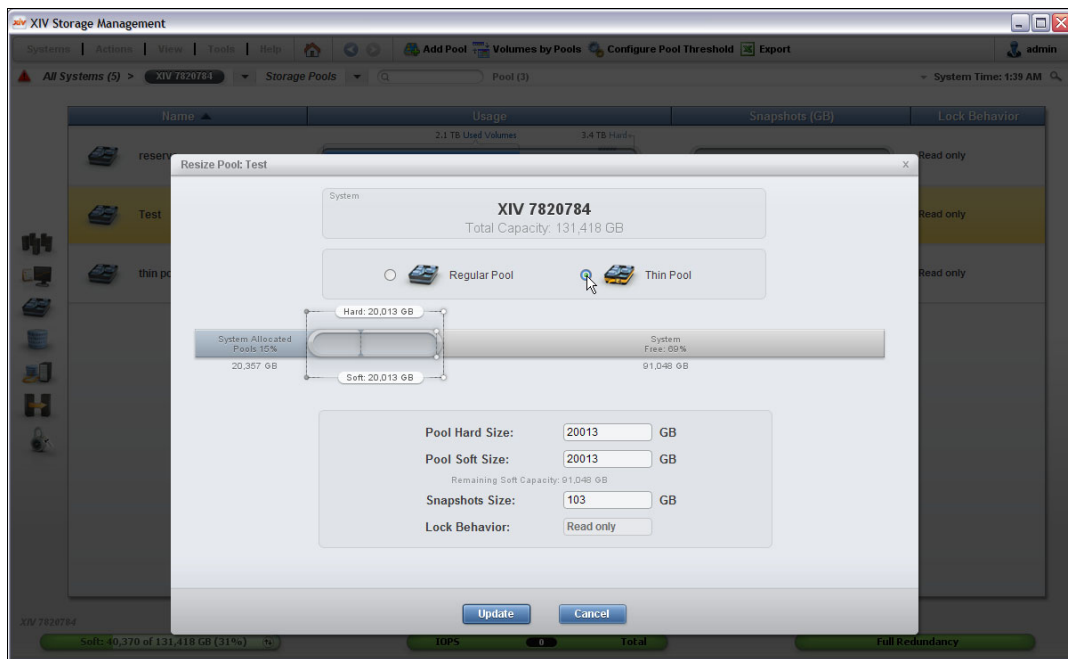 XIV XIV Storage Management
Systems Actions View Tools Help Add Pool Volumes by Pools Configure Pool Threshold Export admin
All Systems (5) > XIV 7820784 Storage Pools Pool (3) System Time: 1:39 AM
Name Usage Snapshots (GB) Lock Behavior
2.1 TB Used Volumes 3.4 TB Hard
reserv Read only
Resize Pool: Test x
System
XIV 7820784
Total Capacity: 131,418 GB
Test Read only
Regular Pool Thin Pool
thin po Read only
Hard: 20,013 GB
System Allocated
Pools 15%
System
Free: 69%
20,357 GB 91,048 GB
Soft: 20,013 GB
Pool Hard Size: 20013 GB
Pool Soft Size: 20013 GB
Remaining Soft Capacity: 91,048 GB
Snapshots Size: 103 GB
Lock Behavior: Read only
Update Cancel
XIV 7820784
Soft: 40,370 of 131,418 GB (31%) IOPS 0 Total Full Redundancy